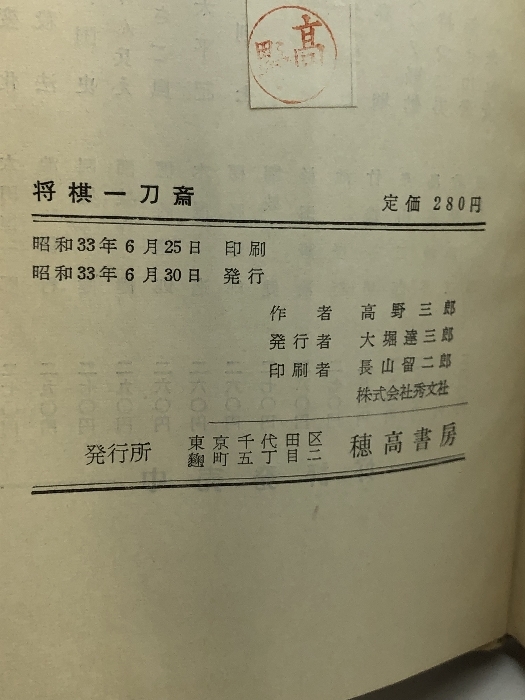 高野
将棋一刀斎
定価 280円
昭和33年6月25日 印刷
昭和33年6月30日 発行
作者 高野三郎
発行者 大堀達三郎
印刷者 長山留二郎
株式会社秀文社
発行所 東京千代田区麹町五丁目二 穂高書房